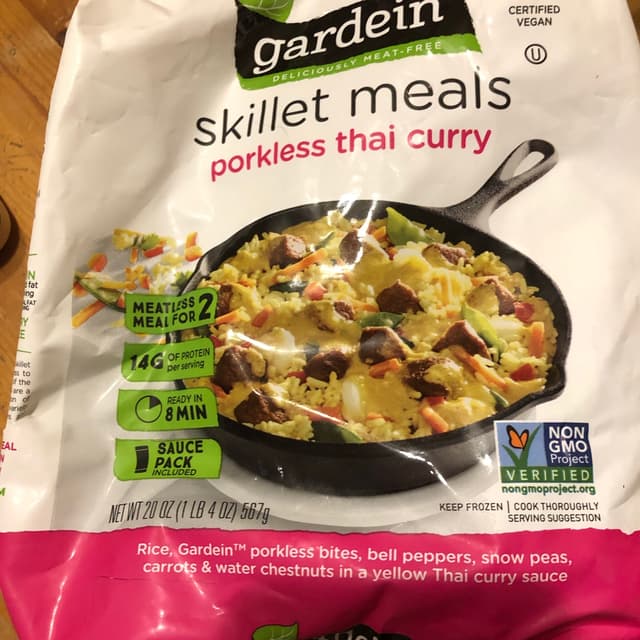 gardein
DELICIOUSLY MEAT-FREE
CERTIFIED
VEGAN
U
skillet meals
porkless thai curry
MEATLESS
MEAL FOR 2
14G OF PROTEIN
per serving
READY IN
8 MIN
SAUCE
PACK
INCLUDED
NON
GMO
Project
VERIFIED
nongmoproject.org
NET WT 20 OZ (1 LB 4 OZ) 567g
KEEP FROZEN | COOK THOROUGHLY
SERVING SUGGESTION
Rice, Gardein™ porkless bites, bell peppers, snow peas,
carrots & water chestnuts in a yellow Thai curry sauce